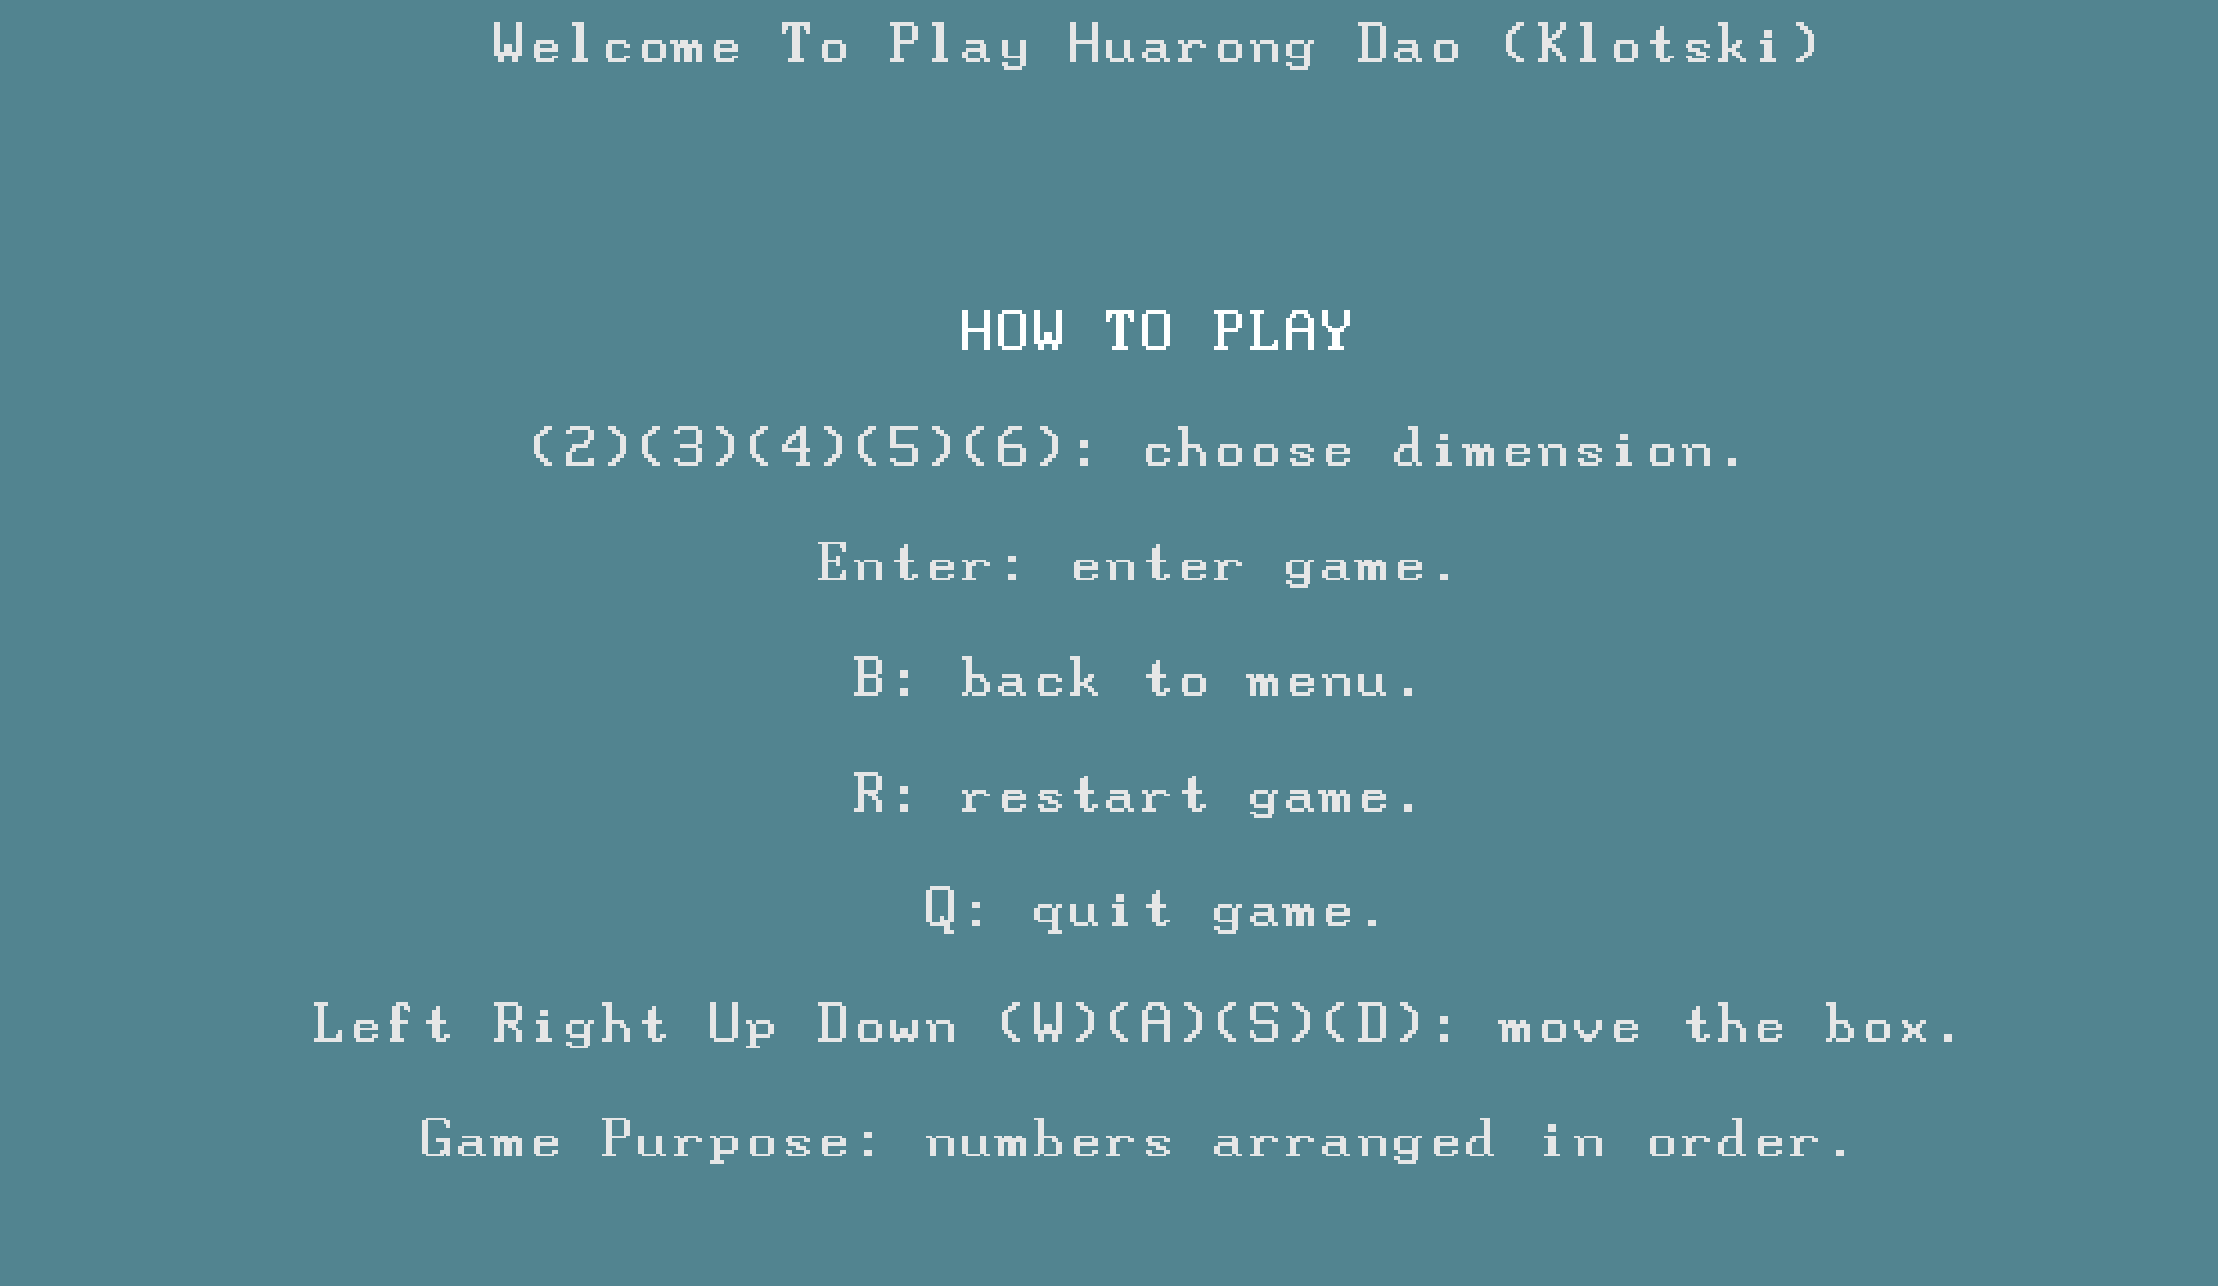 Welcome To Play Huarong Dao (Klotski)
HOW TO PLAY
(2)(3)(4)(5)(6): choose dimension.
Enter: enter game.
B: back to menu.
R: restart game.
Q: quit game.
Left Right Up Down (W)(A)(S)(D): move the box.
Game Purpose: numbers arranged in order.